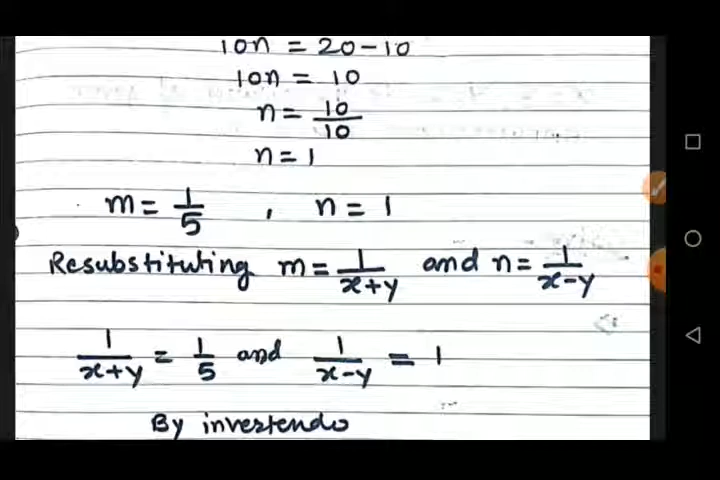 10n = 20-10
10n = 10
n = 10/10
n = 1
m = 1/5 , n = 1
Resubstituting m = 1/x+y and n = 1/x-y
1/x+y = 1/5 and 1/x-y = 1
By invertendo